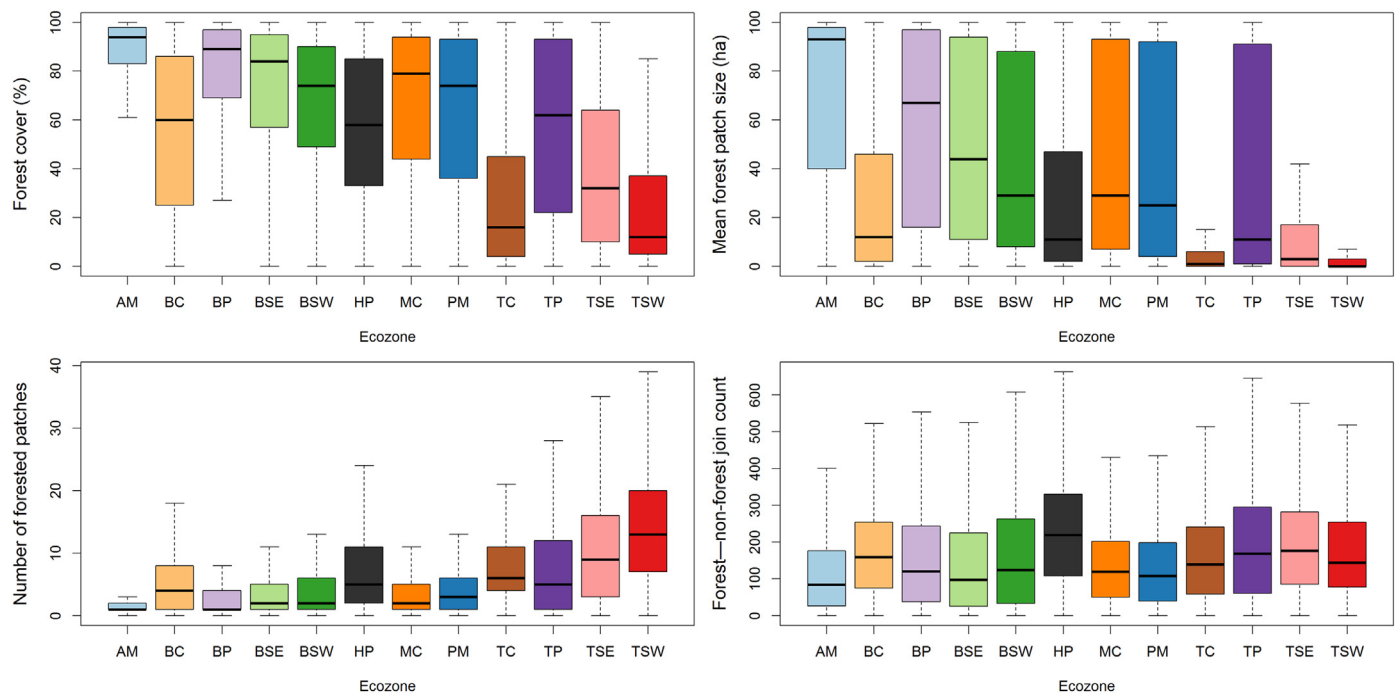 Forest cover (%)
100
80
60
40
20
0
AM BC BP BSE BSW HP MC PM TC TP TSE TSW
Ecozone
Mean forest patch size (ha)
100
80
60
40
20
0
AM BC BP BSE BSW HP MC PM TC TP TSE TSW
Ecozone
Number of forested patches
40
30
20
10
0
AM BC BP BSE BSW HP MC PM TC TP TSE TSW
Ecozone
Forest—non-forest join count
600
500
400
300
200
100
0
AM BC BP BSE BSW HP MC PM TC TP TSE TSW
Ecozone